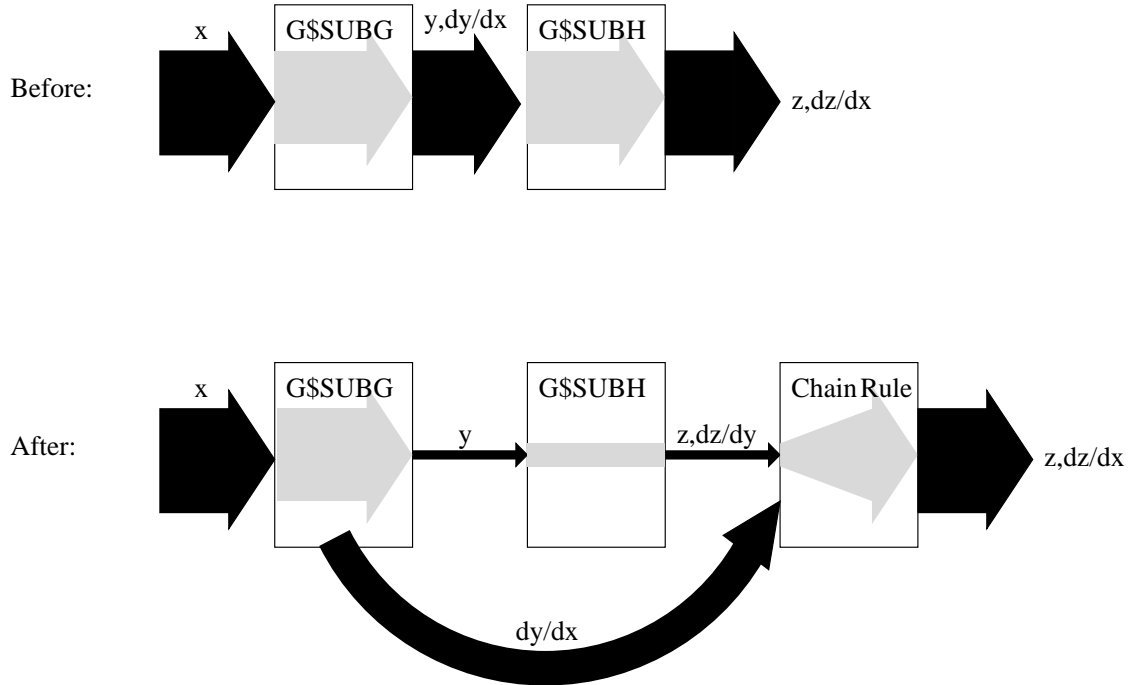 x
G$SUBG
y,dy/dx
G$SUBH
Before:
z,dz/dx
x
G$SUBG
G$SUBH
Chain Rule
After:
y
z,dz/dy
z,dz/dx
dy/dx